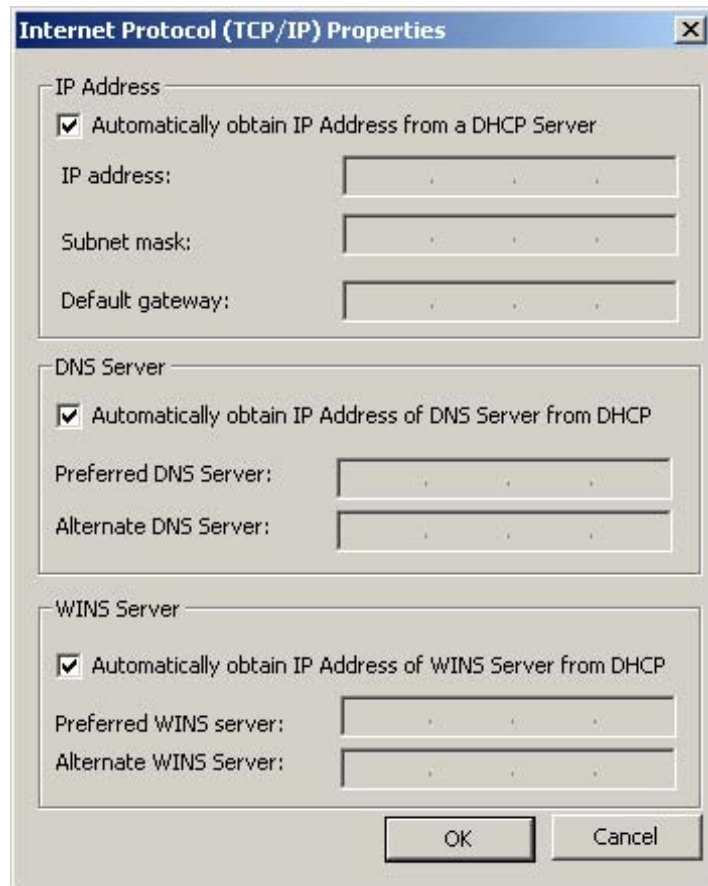 Internet Protocol (TCP/IP) Properties
IP Address
Automatically obtain IP Address from a DHCP Server
IP address:
Subnet mask:
Default gateway:
DNS Server
Automatically obtain IP Address of DNS Server from DHCP
Preferred DNS Server:
Alternate DNS Server:
WINS Server
Automatically obtain IP Address of WINS Server from DHCP
Preferred WINS server:
Alternate WINS Server:
OK Cancel